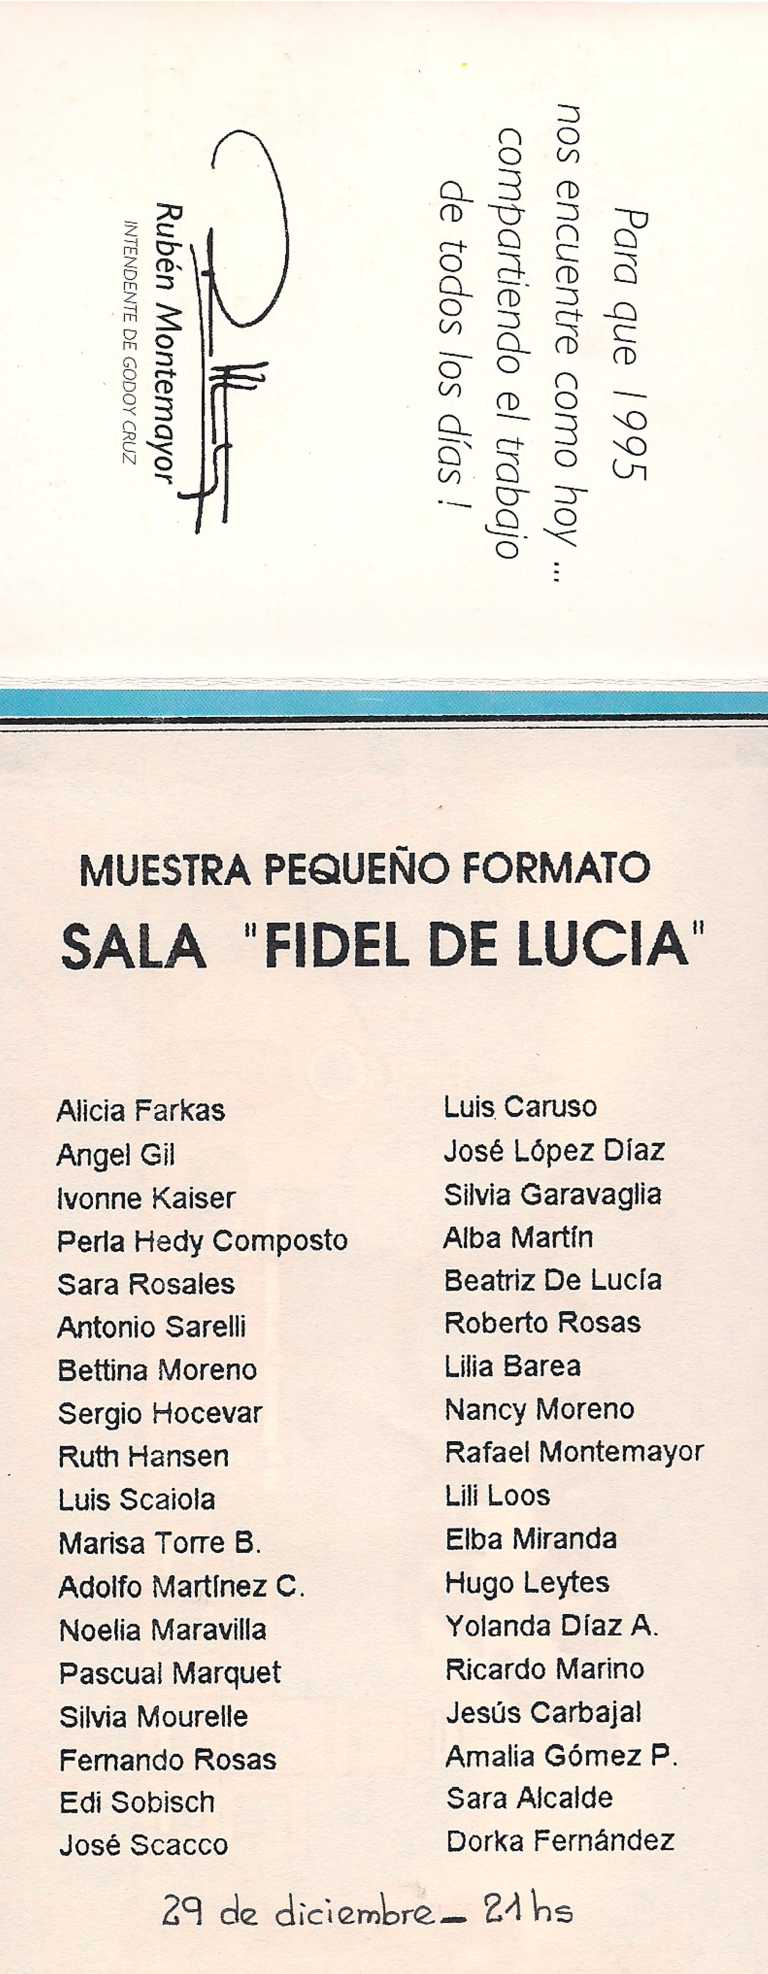 Para que 1995
nos encuentre como hoy ...
compartiendo el trabajo
de todos los días !
Rubén Montemayor
INTENDENTE DE GODOY CRUZ
MUESTRA PEQUEÑO FORMATO
SALA "FIDEL DE LUCIA"
Alicia Farkas
Angel Gil
Ivonne Kaiser
Perla Hedy Composto
Sara Rosales
Antonio Sarelli
Bettina Moreno
Sergio Hocevar
Ruth Hansen
Luis Scaiola
Marisa Torre B.
Adolfo Martínez C.
Noelia Maravilla
Pascual Marquet
Silvia Mourelle
Fernando Rosas
Edi Sobisch
José Scacco
Luis Caruso
José López Díaz
Silvia Garavaglia
Alba Martín
Beatriz De Lucía
Roberto Rosas
Lilia Barea
Nancy Moreno
Rafael Montemayor
Lili Loos
Elba Miranda
Hugo Leytes
Yolanda Díaz A.
Ricardo Marino
Jesús Carbajal
Amalia Gómez P.
Sara Alcalde
Dorka Fernández
29 de diciembre_ 21hs